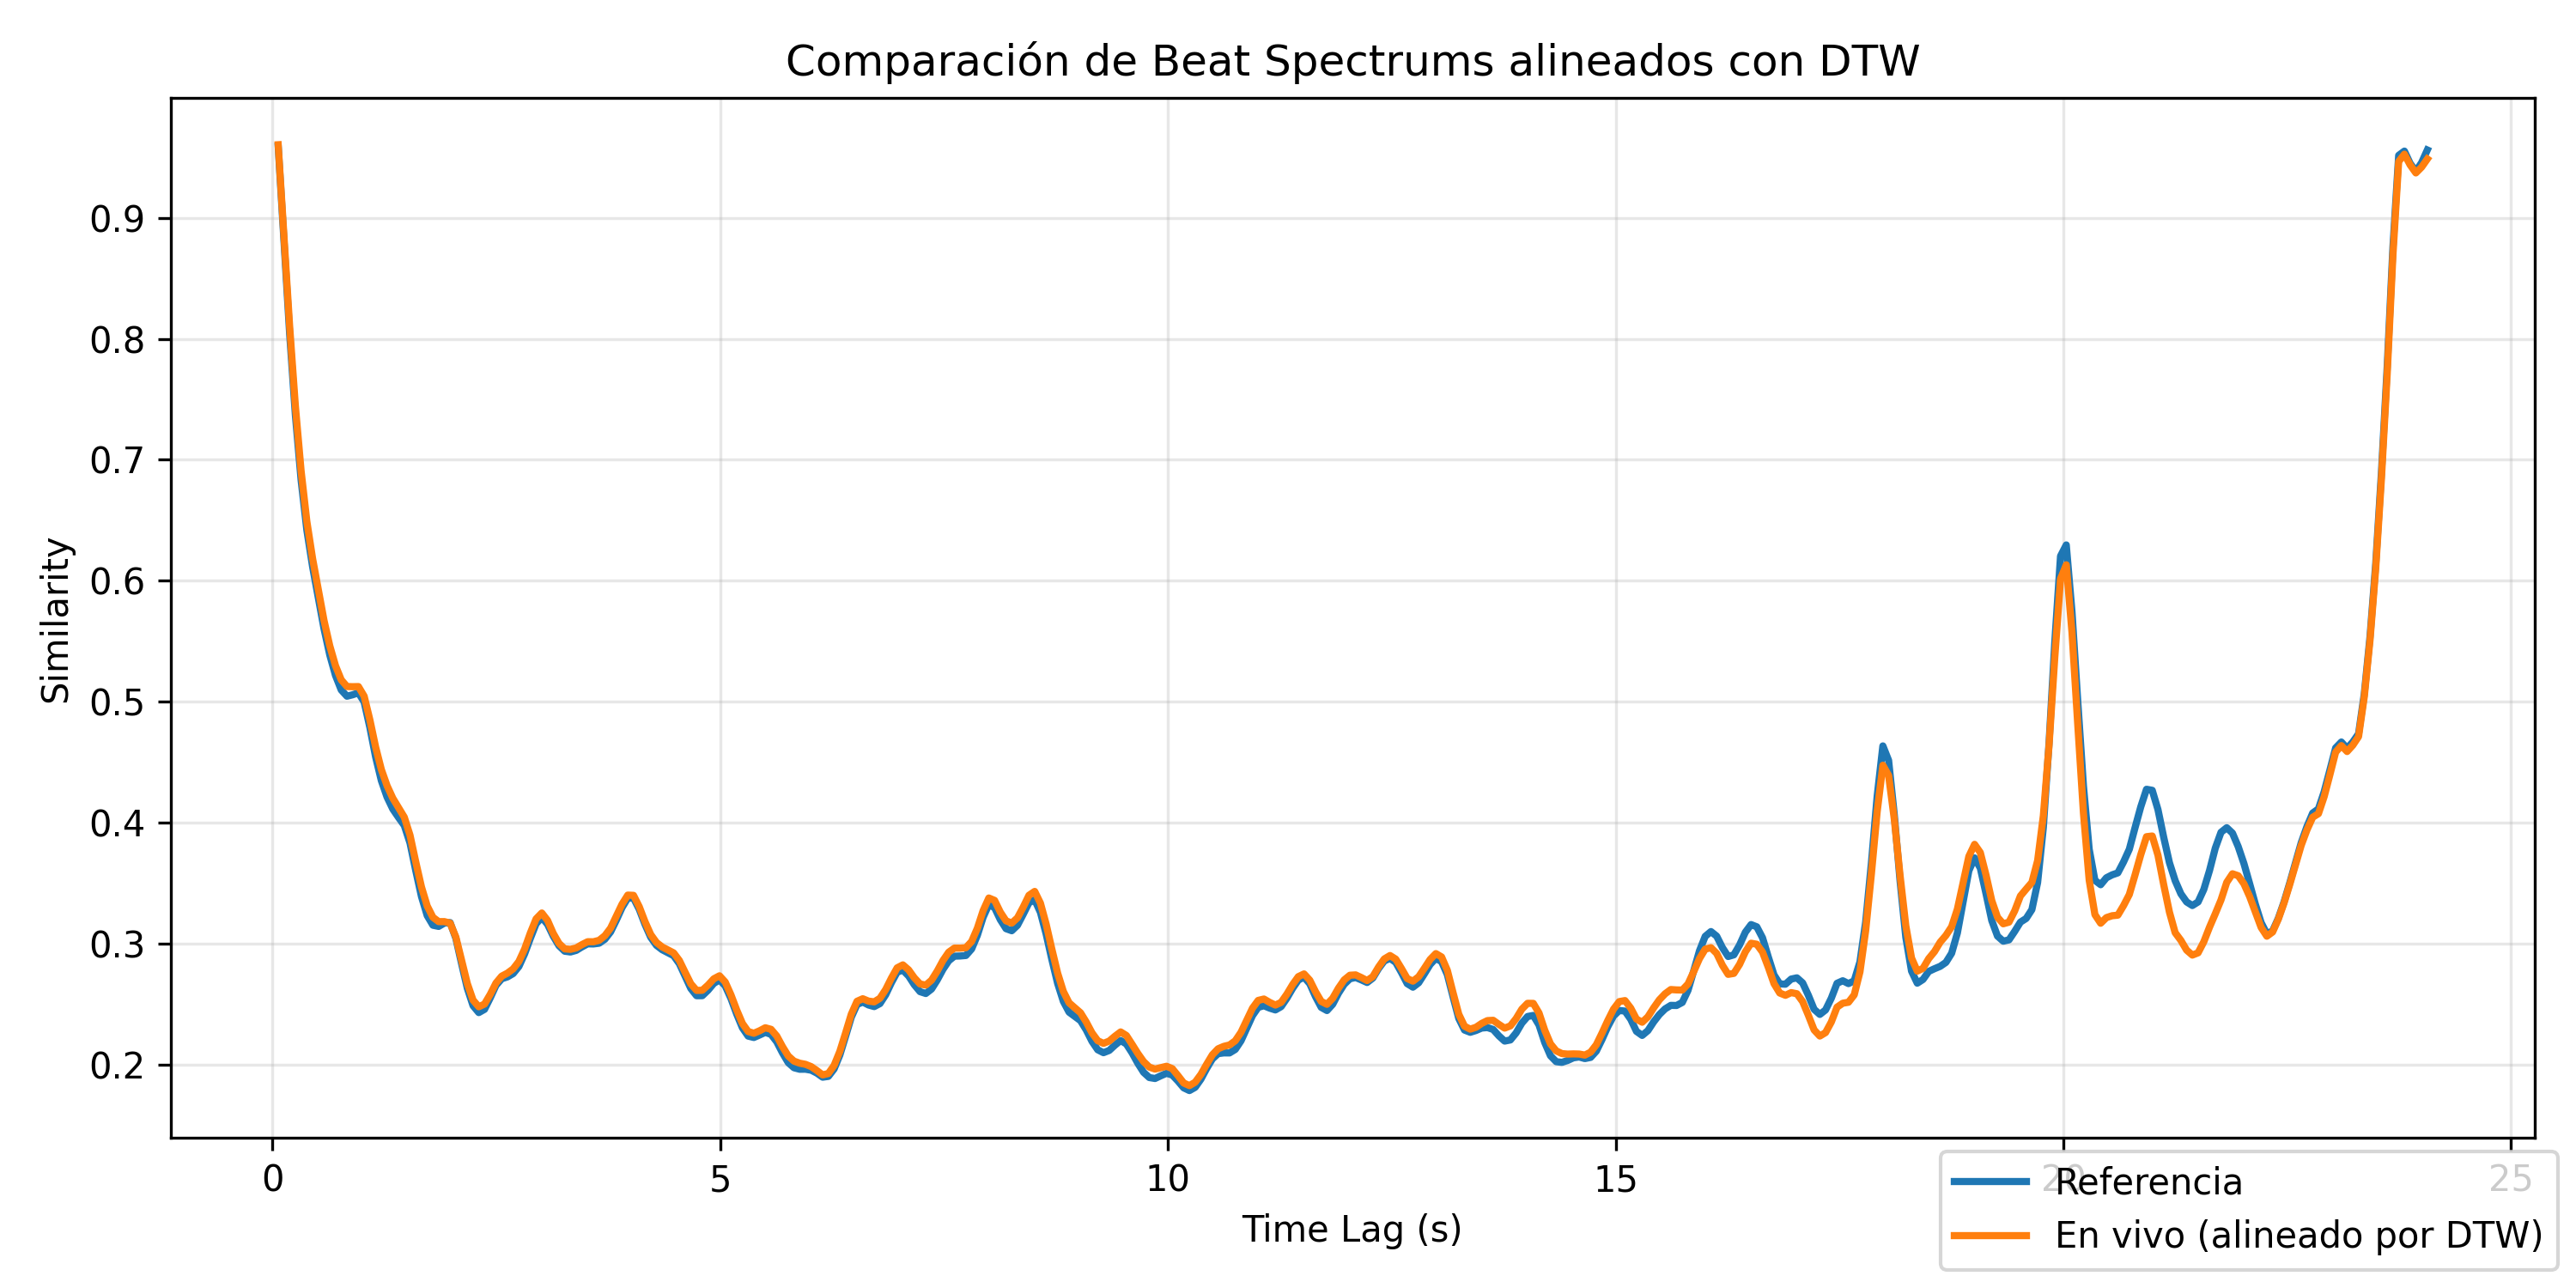 Comparación de Beat Spectrums alineados con DTW
0.9
0.8
0.7
0.6
0.5
0.4
0.3
0.2
Similarity
0 5 10 15 20 25
Time Lag (s)
Referencia
En vivo (alineado por DTW)